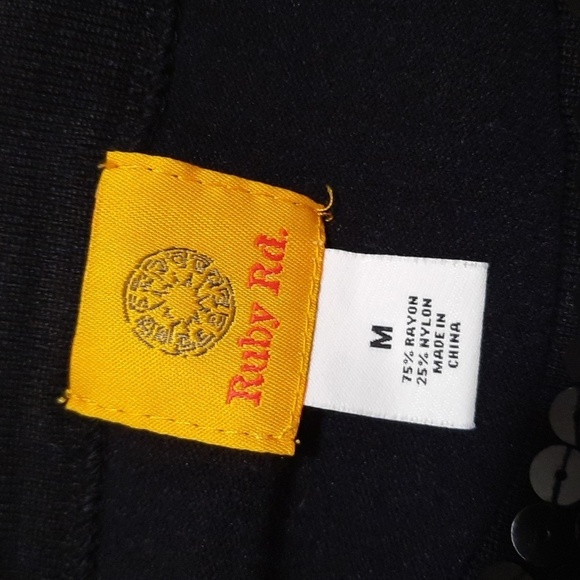 Ruby Rd.
M
75% RAYON
25% NYLON
MADE IN
CHINA